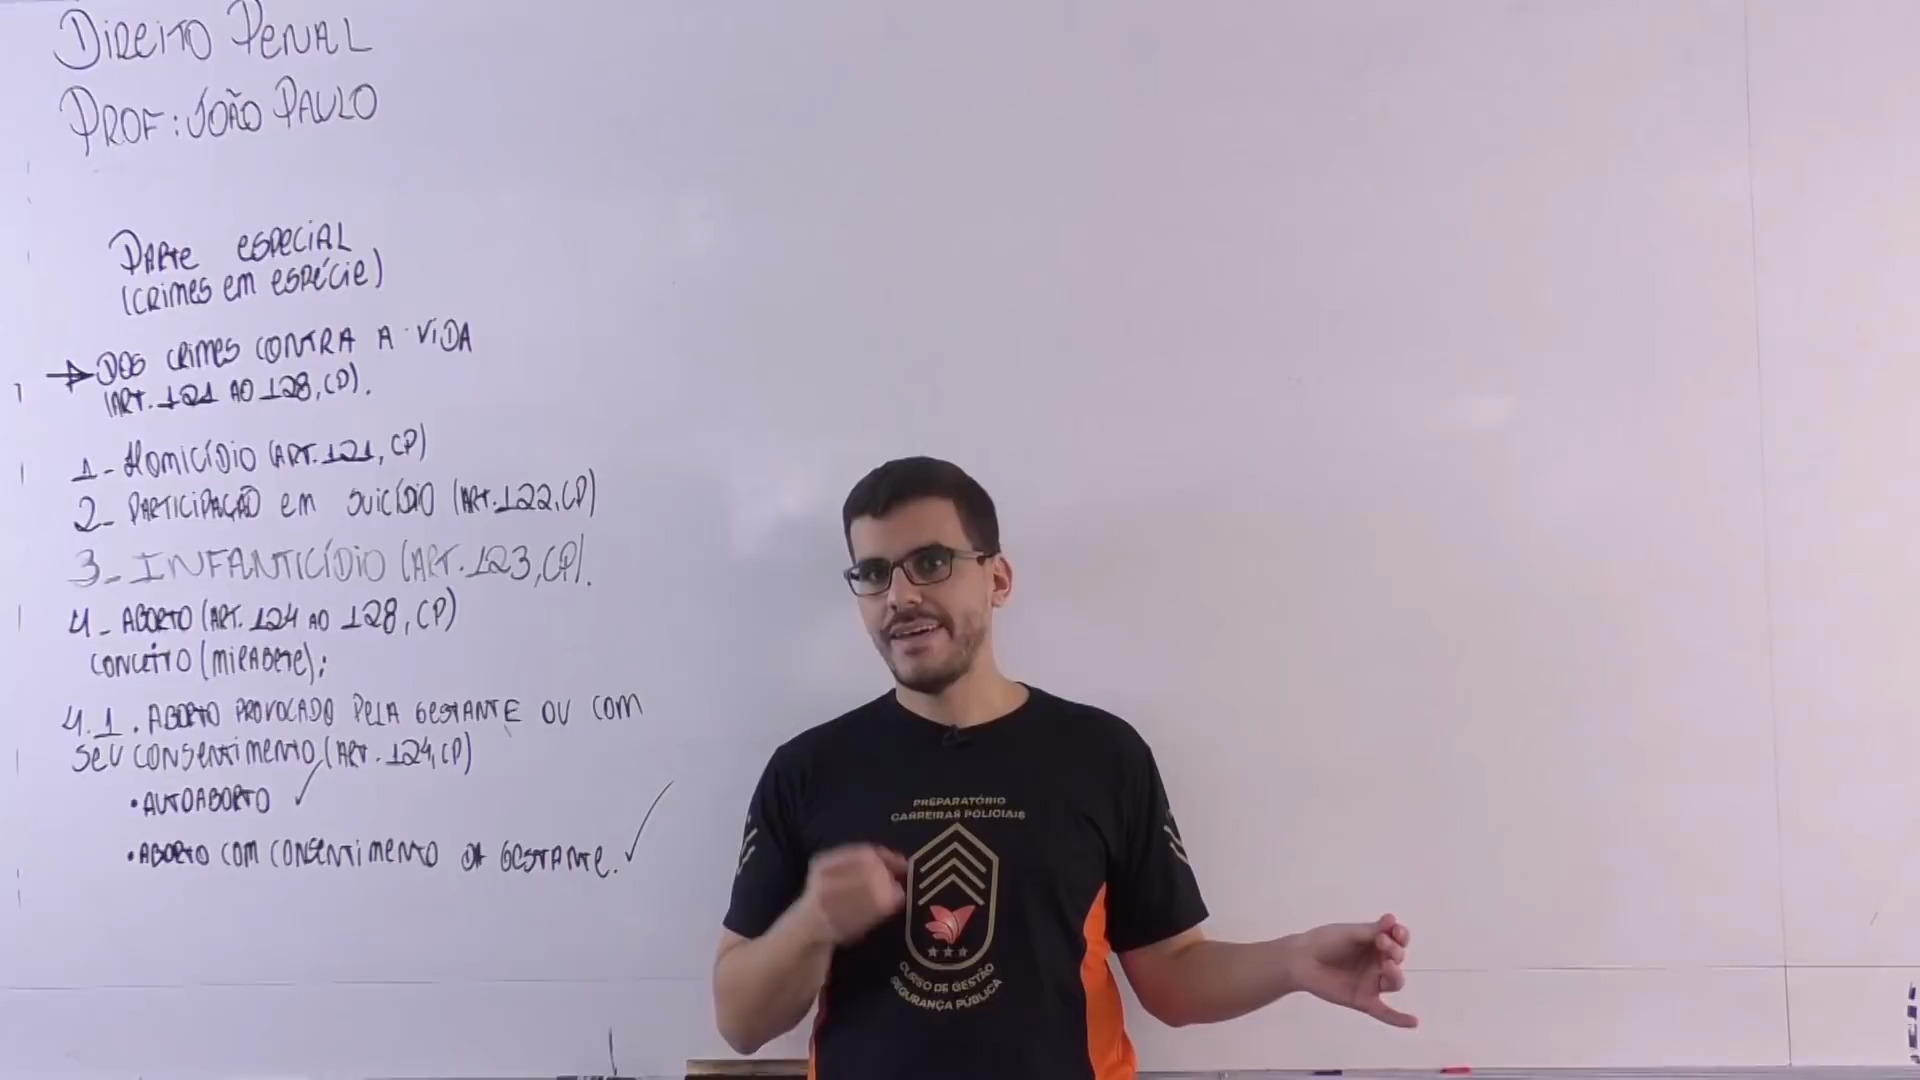 DIREITO PENAL
PROF: JOÃO PAULO
PARTE ESPECIAL
(CRIMES EM ESPÉCIE)
→ DOS CRIMES CONTRA A VIDA
(ART. 121 AO 128, CP).
1 - HOMICÍDIO (ART. 121, CP)
2 - PARTICIPAÇÃO EM SUICÍDIO (ART. 122, CP)
3 - INFANTICÍDIO (ART. 123, CP).
4 - ABORTO (ART. 124 AO 128, CP)
CONCEITO (MIRABETE):
4.1. ABORTO PROVOCADO PELA GESTANTE OU COM
SEU CONSENTIMENTO (ART. 124, CP)
• AUTOABORTO ✓
• ABORTO COM CONSENTIMENTO DA GESTANTE. ✓
PREPARATÓRIO
CARREIRAS POLICIAIS
CURSO DE GESTÃO
SEGURANÇA PÚBLICA